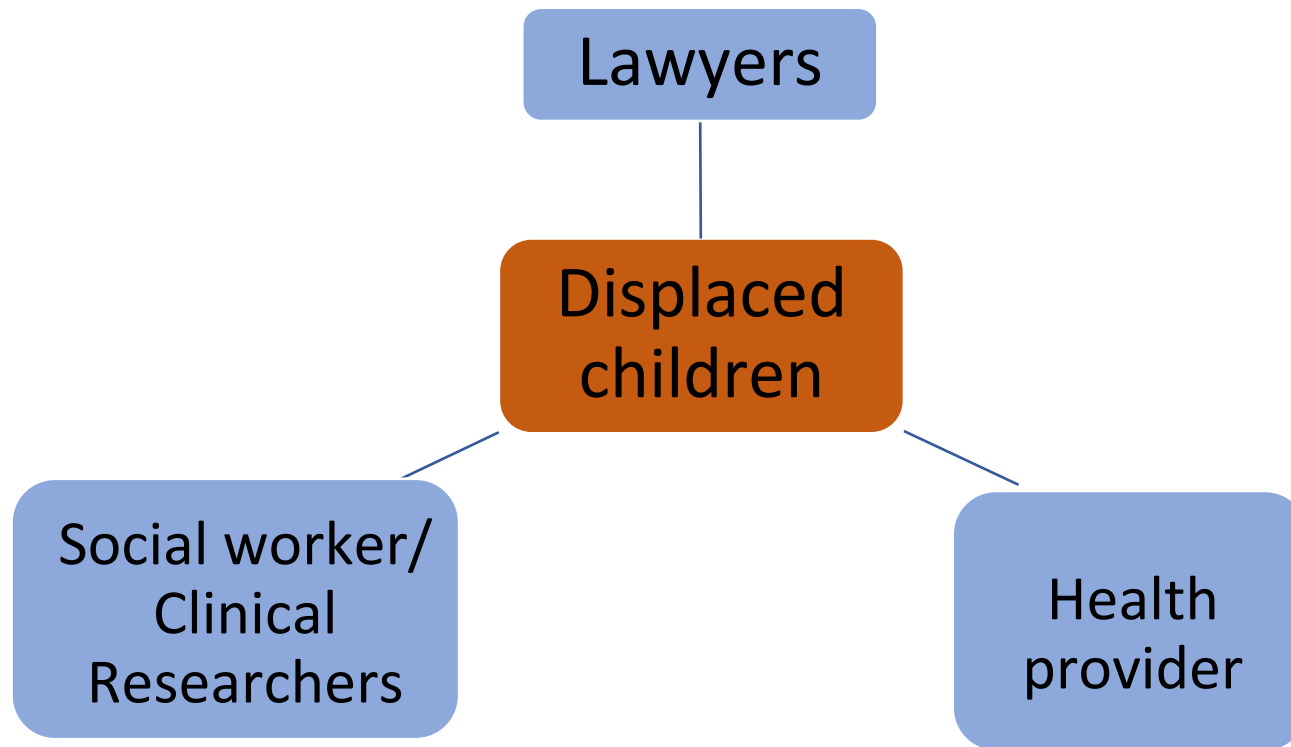 Lawyers
Displaced
children
Social worker/
Clinical
Researchers
Health
provider